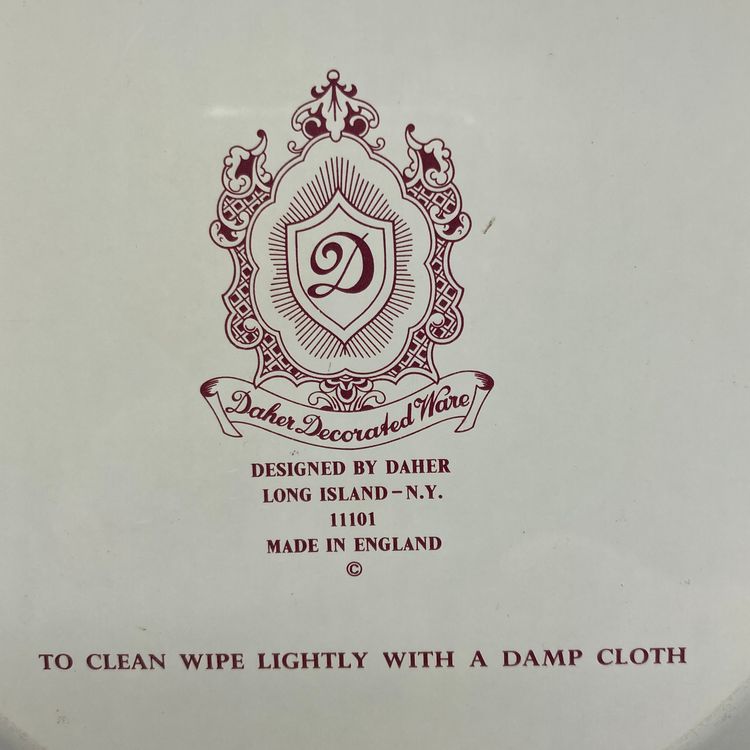 D
Daher Decorated Ware
DESIGNED BY DAHER
LONG ISLAND – N.Y.
11101
MADE IN ENGLAND
©
TO CLEAN WIPE LIGHTLY WITH A DAMP CLOTH